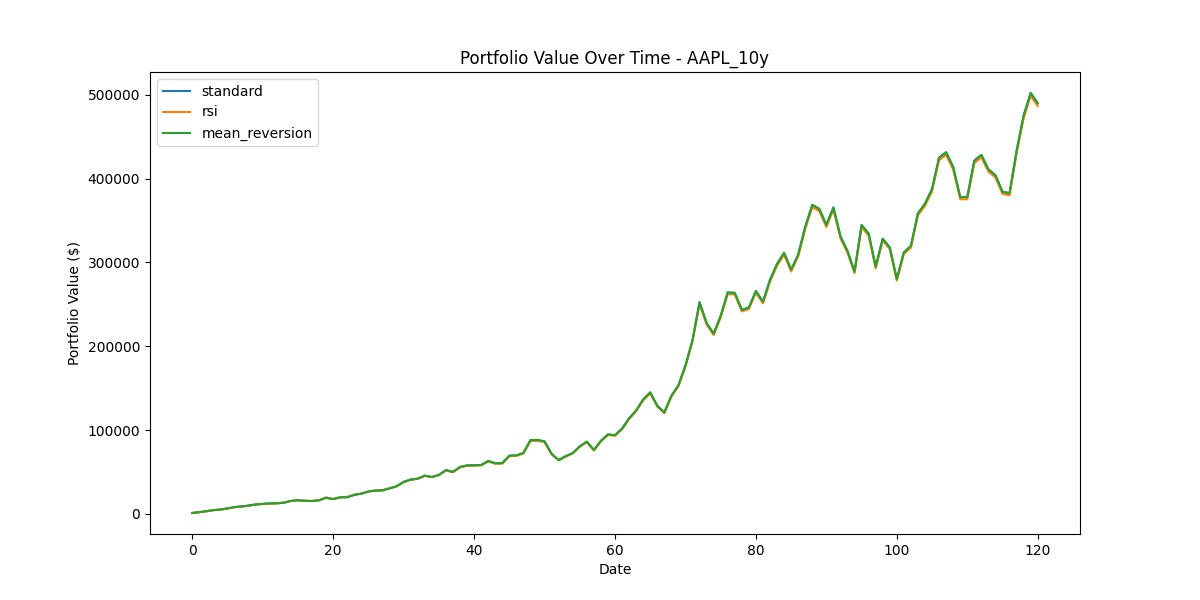 Portfolio Value Over Time - AAPL_10y
standard
rsi
mean_reversion
Portfolio Value ($)
500000
400000
300000
200000
100000
0
0 20 40 60 80 100 120
Date